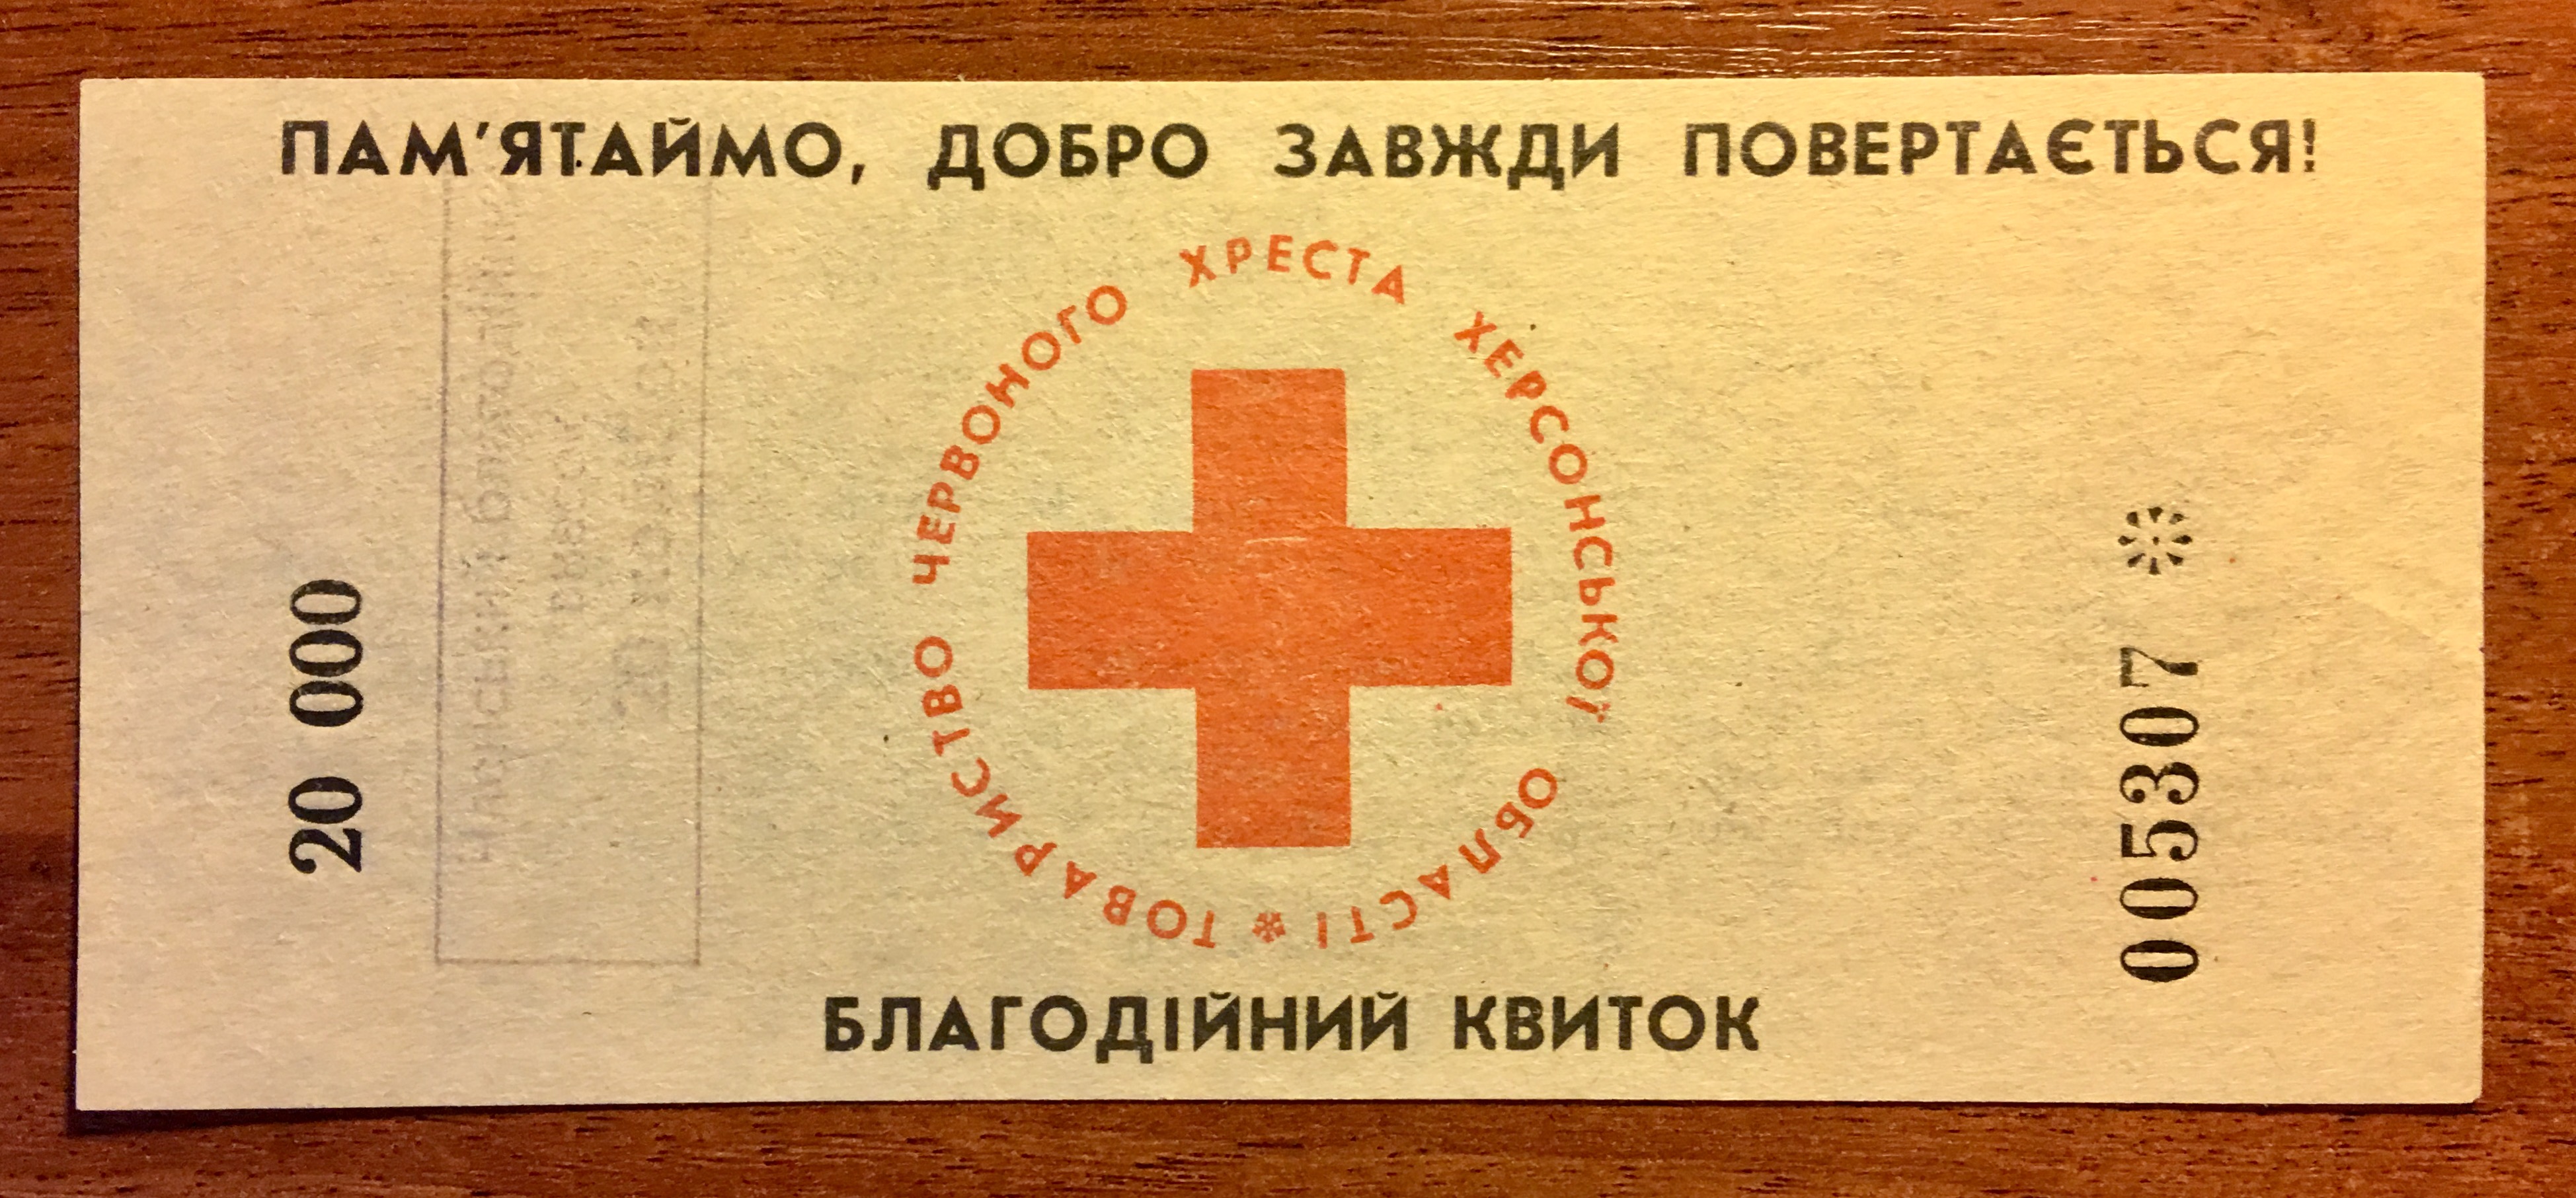 ПАМ'ЯТАЙМО, ДОБРО ЗАВЖДИ ПОВЕРТАЄТЬСЯ!
ТОВАРИСТВО ЧЕРВОНОГО ХРЕСТА ХЕРСОНСЬКОЇ ОБЛАСТІ *
20 000
005307 *
БЛАГОДІЙНИЙ КВИТОК